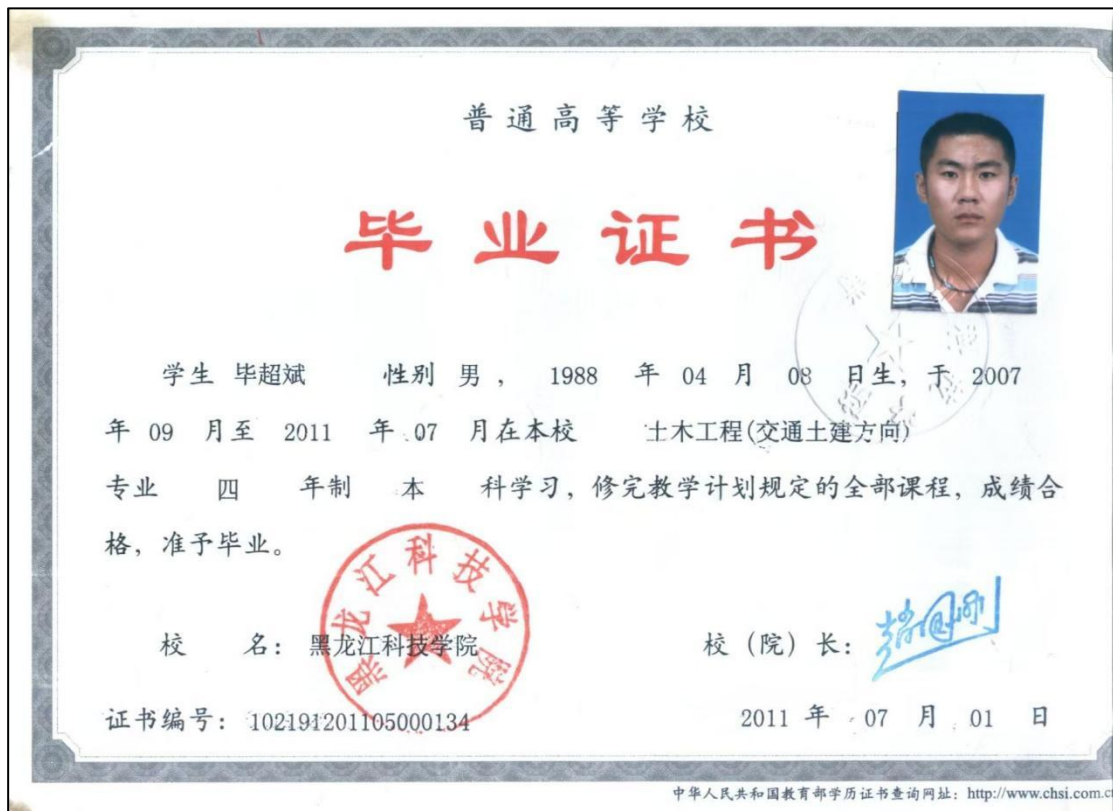 普通高等学校
毕业证书
学生 毕超斌 性别 男 , 1988 年 04 月 08 日生, 于 2007
年 09 月至 2011 年 07 月在本校 土木工程(交通土建方向)
专业 四 年制 本 科学习, 修完教学计划规定的全部课程, 成绩合
格, 准予毕业。
黑龙江科技学院
校 名: 黑龙江科技学院
校 (院) 长: 赵国刚
证书编号: 102191201105000134
2011 年 07 月 01 日
中华人民共和国教育部学历证书查询网址: http://www.chsi.com.c